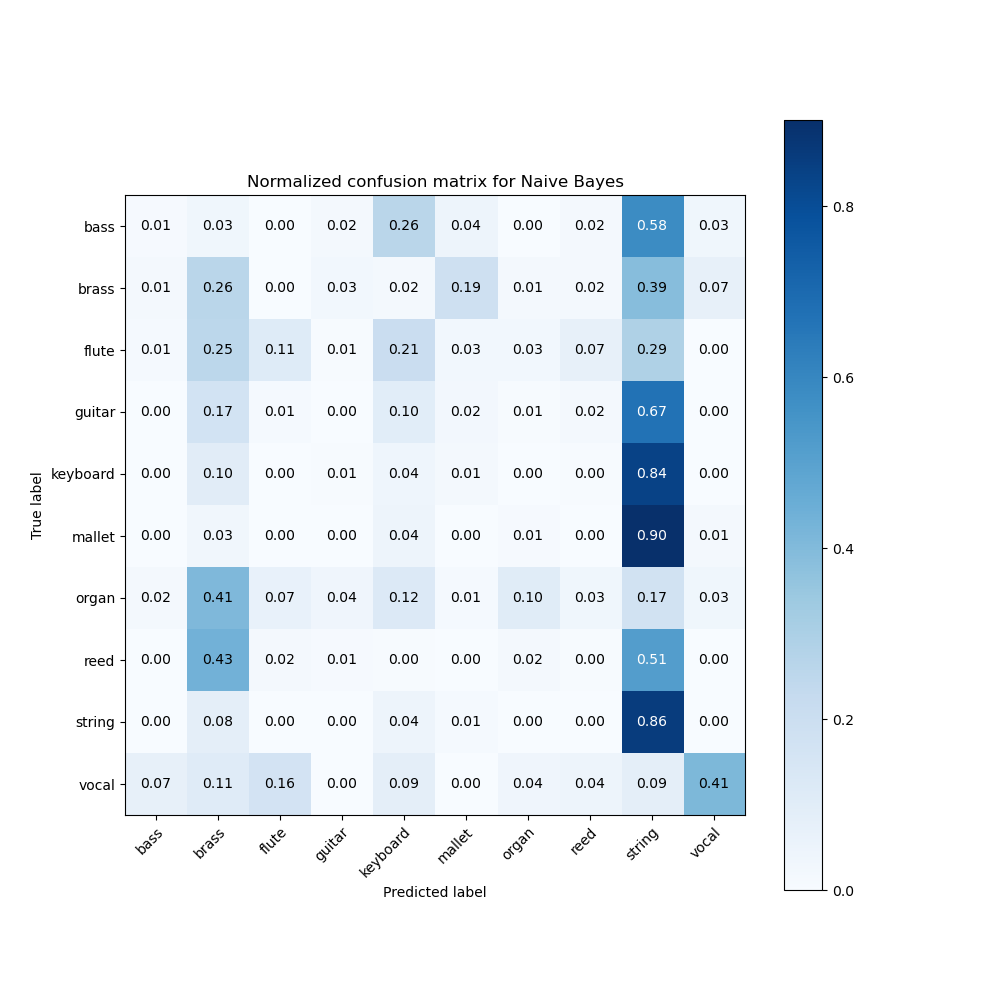 Normalized confusion matrix for Naive Bayes
True label
bass 0.01 0.03 0.00 0.02 0.26 0.04 0.00 0.02 0.58 0.03
brass 0.01 0.26 0.00 0.03 0.02 0.19 0.01 0.02 0.39 0.07
flute 0.01 0.25 0.11 0.01 0.21 0.03 0.03 0.07 0.29 0.00
guitar 0.00 0.17 0.01 0.00 0.10 0.02 0.01 0.02 0.67 0.00
keyboard 0.00 0.10 0.00 0.01 0.04 0.01 0.00 0.00 0.84 0.00
mallet 0.00 0.03 0.00 0.00 0.04 0.00 0.01 0.00 0.90 0.01
organ 0.02 0.41 0.07 0.04 0.12 0.01 0.10 0.03 0.17 0.03
reed 0.00 0.43 0.02 0.01 0.00 0.00 0.02 0.00 0.51 0.00
string 0.00 0.08 0.00 0.00 0.04 0.01 0.00 0.00 0.86 0.00
vocal 0.07 0.11 0.16 0.00 0.09 0.00 0.04 0.04 0.09 0.41
bass brass flute guitar keyboard mallet organ reed string vocal
Predicted label
0.8
0.6
0.4
0.2
0.0